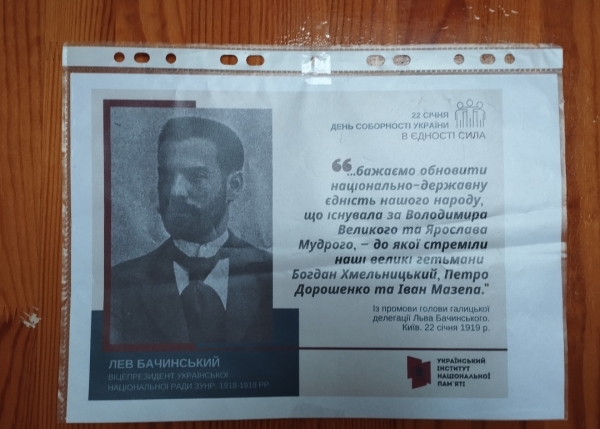 22 СІЧНЯ
ДЕНЬ СОБОРНОСТІ УКРАЇНИ
В ЄДНОСТІ СИЛА
“...бажаємо обновити
національно-державну
єдність нашого народу,
що існувала за Володимира
Великого та Ярослава
Мудрого, – до якої стреміли
наші великі гетьмани
Богдан Хмельницький, Петро
Дорошенко та Іван Мазепа."
Із промови голови галицької
делегації Льва Бачинського.
Київ, 22 січня 1919 р.
ЛЕВ БАЧИНСЬКИЙ
ВІЦЕПРЕЗИДЕНТ УКРАЇНСЬКОЇ
НАЦІОНАЛЬНОЇ РАДИ ЗУНР: 1918-1919 РР.
УКРАЇНСЬКИЙ
ІНСТИТУТ
НАЦІОНАЛЬНОЇ
ПАМ'ЯТІ